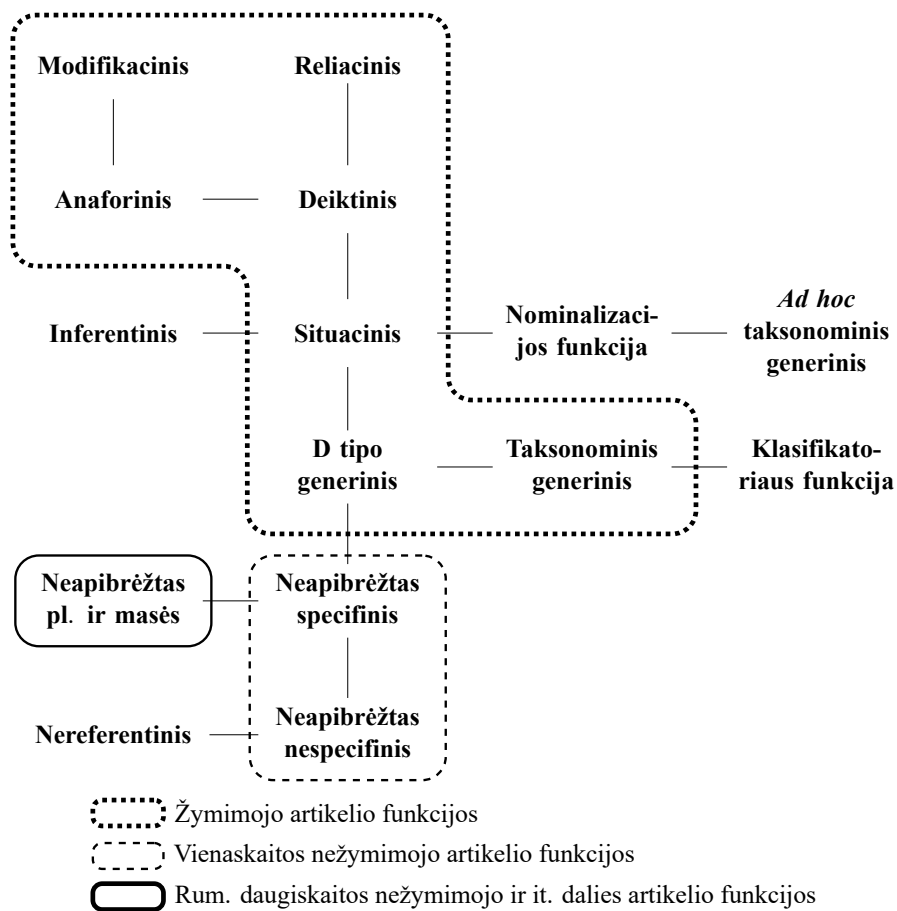 Modifikacinis
Reliacinis
Anaforinis
Deiktinis
Inferentinis
Situacinis
Nominalizaci-
jos funkcija
Ad hoc
taksonominis
generinis
D tipo
generinis
Taksonominis
generinis
Klasifikato-
riaus funkcija
Neapibrėžtas
pl. ir masės
Neapibrėžtas
specifinis
Nereferentinis
Neapibrėžtas
nespecifinis
Žymimojo artikelio funkcijos
Vienaskaitos nežymimojo artikelio funkcijos
Rum. daugiskaitos nežymimojo ir it. dalies artikelio funkcijos